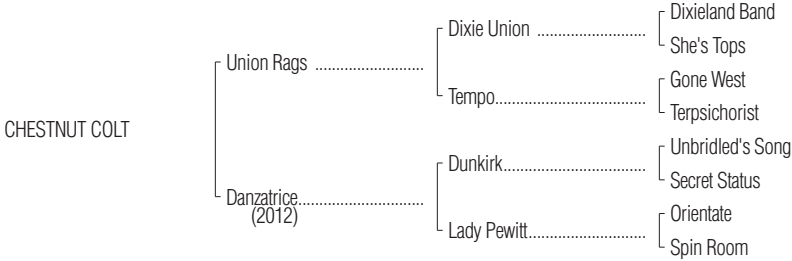 Dixieland Band
Dixie Union ..........................
She's Tops
Union Rags ..........................
Gone West
Tempo....................................
Terpsichorist
CHESTNUT COLT
Unbridled's Song
Dunkirk..................................
Secret Status
Danzatrice..............................
(2012)
Orientate
Lady Pewitt............................
Spin Room